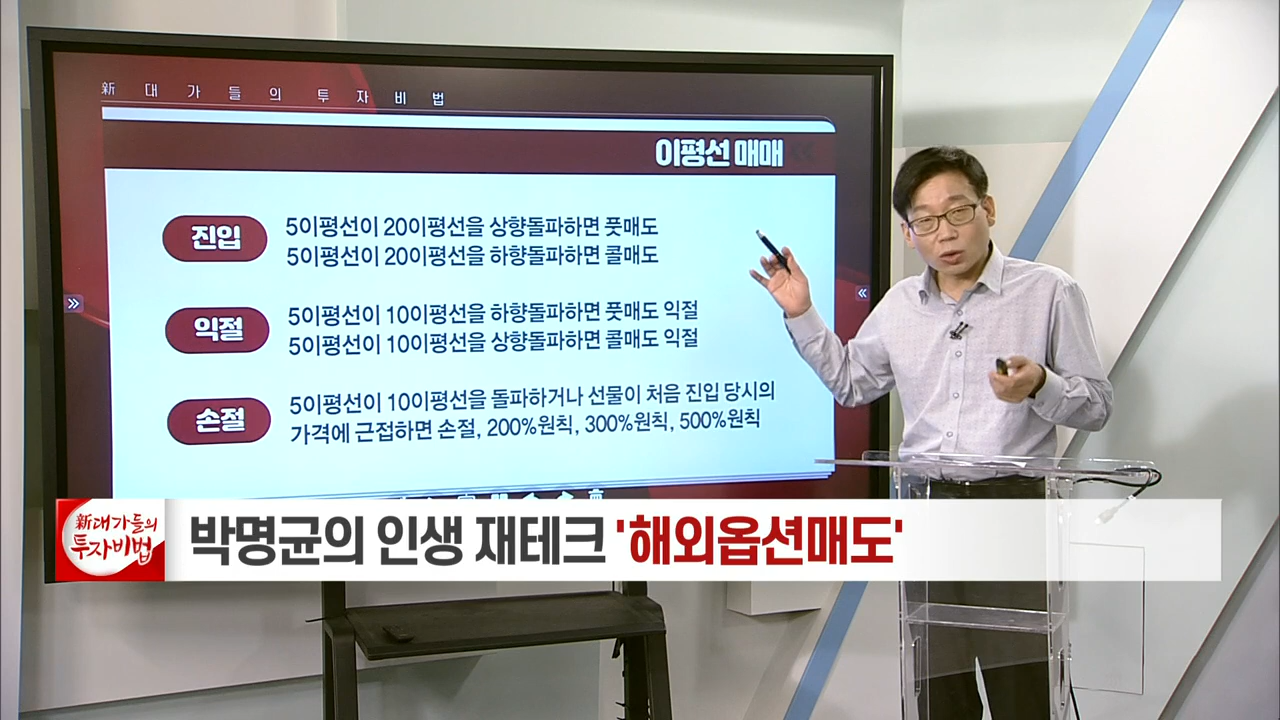 新 대 가 들 의 투 자 비 법
이평선 매매
진입
5이평선이 20이평선을 상향돌파하면 풋매도
5이평선이 20이평선을 하향돌파하면 콜매도
익절
5이평선이 10이평선을 하향돌파하면 풋매도 익절
5이평선이 10이평선을 상향돌파하면 콜매도 익절
손절
5이평선이 10이평선을 돌파하거나 선물이 처음 진입 당시의
가격에 근접하면 손절, 200%원칙, 300%원칙, 500%원칙
新대가들의
투자비법
박명균의 인생 재테크 '해외옵션매도'